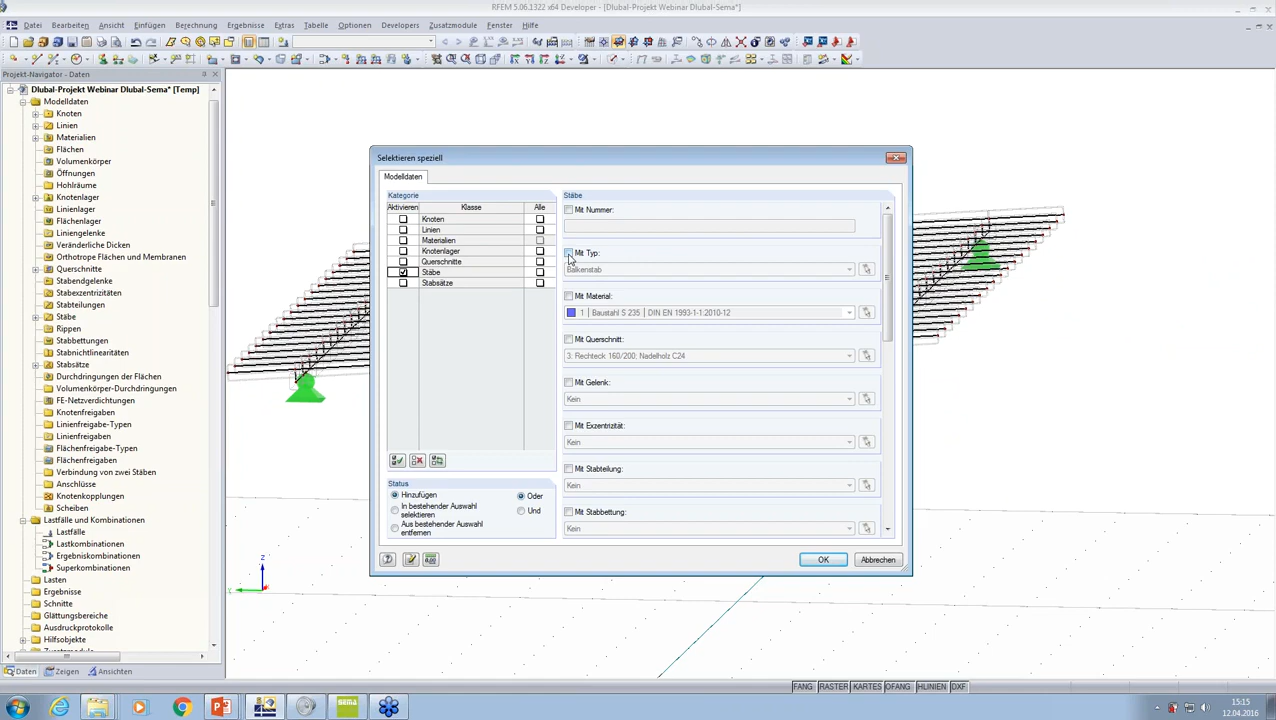 RFEM 5.06.1322 x64 Developer - [Dlubal-Projekt Webinar Dlubal-Sema*]
Datei Bearbeiten Ansicht Einfügen Berechnung Ergebnisse Extras Tabelle Optionen Developers Zusatzmodule Fenster Hilfe
Projekt-Navigator - Daten
Dlubal-Projekt Webinar Dlubal-Sema* [Temp]
Modelldaten
Knoten
Linien
Materialien
Flächen
Volumenkörper
Öffnungen
Hohlräume
Knotenlager
Linienlager
Flächenlager
Liniengelenke
Veränderliche Dicken
Orthotrope Flächen und Membranen
Querschnitte
Stabendgelenke
Stabexzentrizitäten
Stabteilungen
Stäbe
Rippen
Stabbettungen
Stabnichtlinearitäten
Stabsätze
Durchdringungen der Flächen
Volumenkörper-Durchdringungen
FE-Netzverdichtungen
Knotenfreigaben
Linienfreigabe-Typen
Linienfreigaben
Flächenfreigabe-Typen
Flächenfreigaben
Verbindung von zwei Stäben
Anschlüsse
Knotenkopplungen
Scheiben
Lastfälle und Kombinationen
Lastfälle
Lastkombinationen
Ergebniskombinationen
Superkombinationen
Lasten
Ergebnisse
Schnitte
Glättungsbereiche
Ausdruckprotokolle
Hilfsobjekte
Zusatzmodule
Daten Zeigen Ansichten
Selektieren speziell
Modelldaten
Kategorie
Aktivieren Klasse Alle
Knoten
Linien
Materialien
Knotenlager
Querschnitte
Stäbe
Stabsätze
Status
Hinzufügen
In bestehender Auswahl
selektieren
Aus bestehender Auswahl
entfernen
Oder
Und
Stäbe
Mit Nummer:
Mit Typ:
Balkenstab
Mit Material:
1 | Baustahl S 235 | DIN EN 1993-1-1:2010-12
Mit Querschnitt:
3: Rechteck 160/200; Nadelholz C24
Mit Gelenk:
Kein
Mit Exzentrizität:
Kein
Mit Stabteilung:
Kein
Mit Stabbettung:
Kein
OK Abbrechen
Z
Y
FANG RASTER KARTES OFANG HLINIEN DXF
SEMA
15:15
12.04.2016